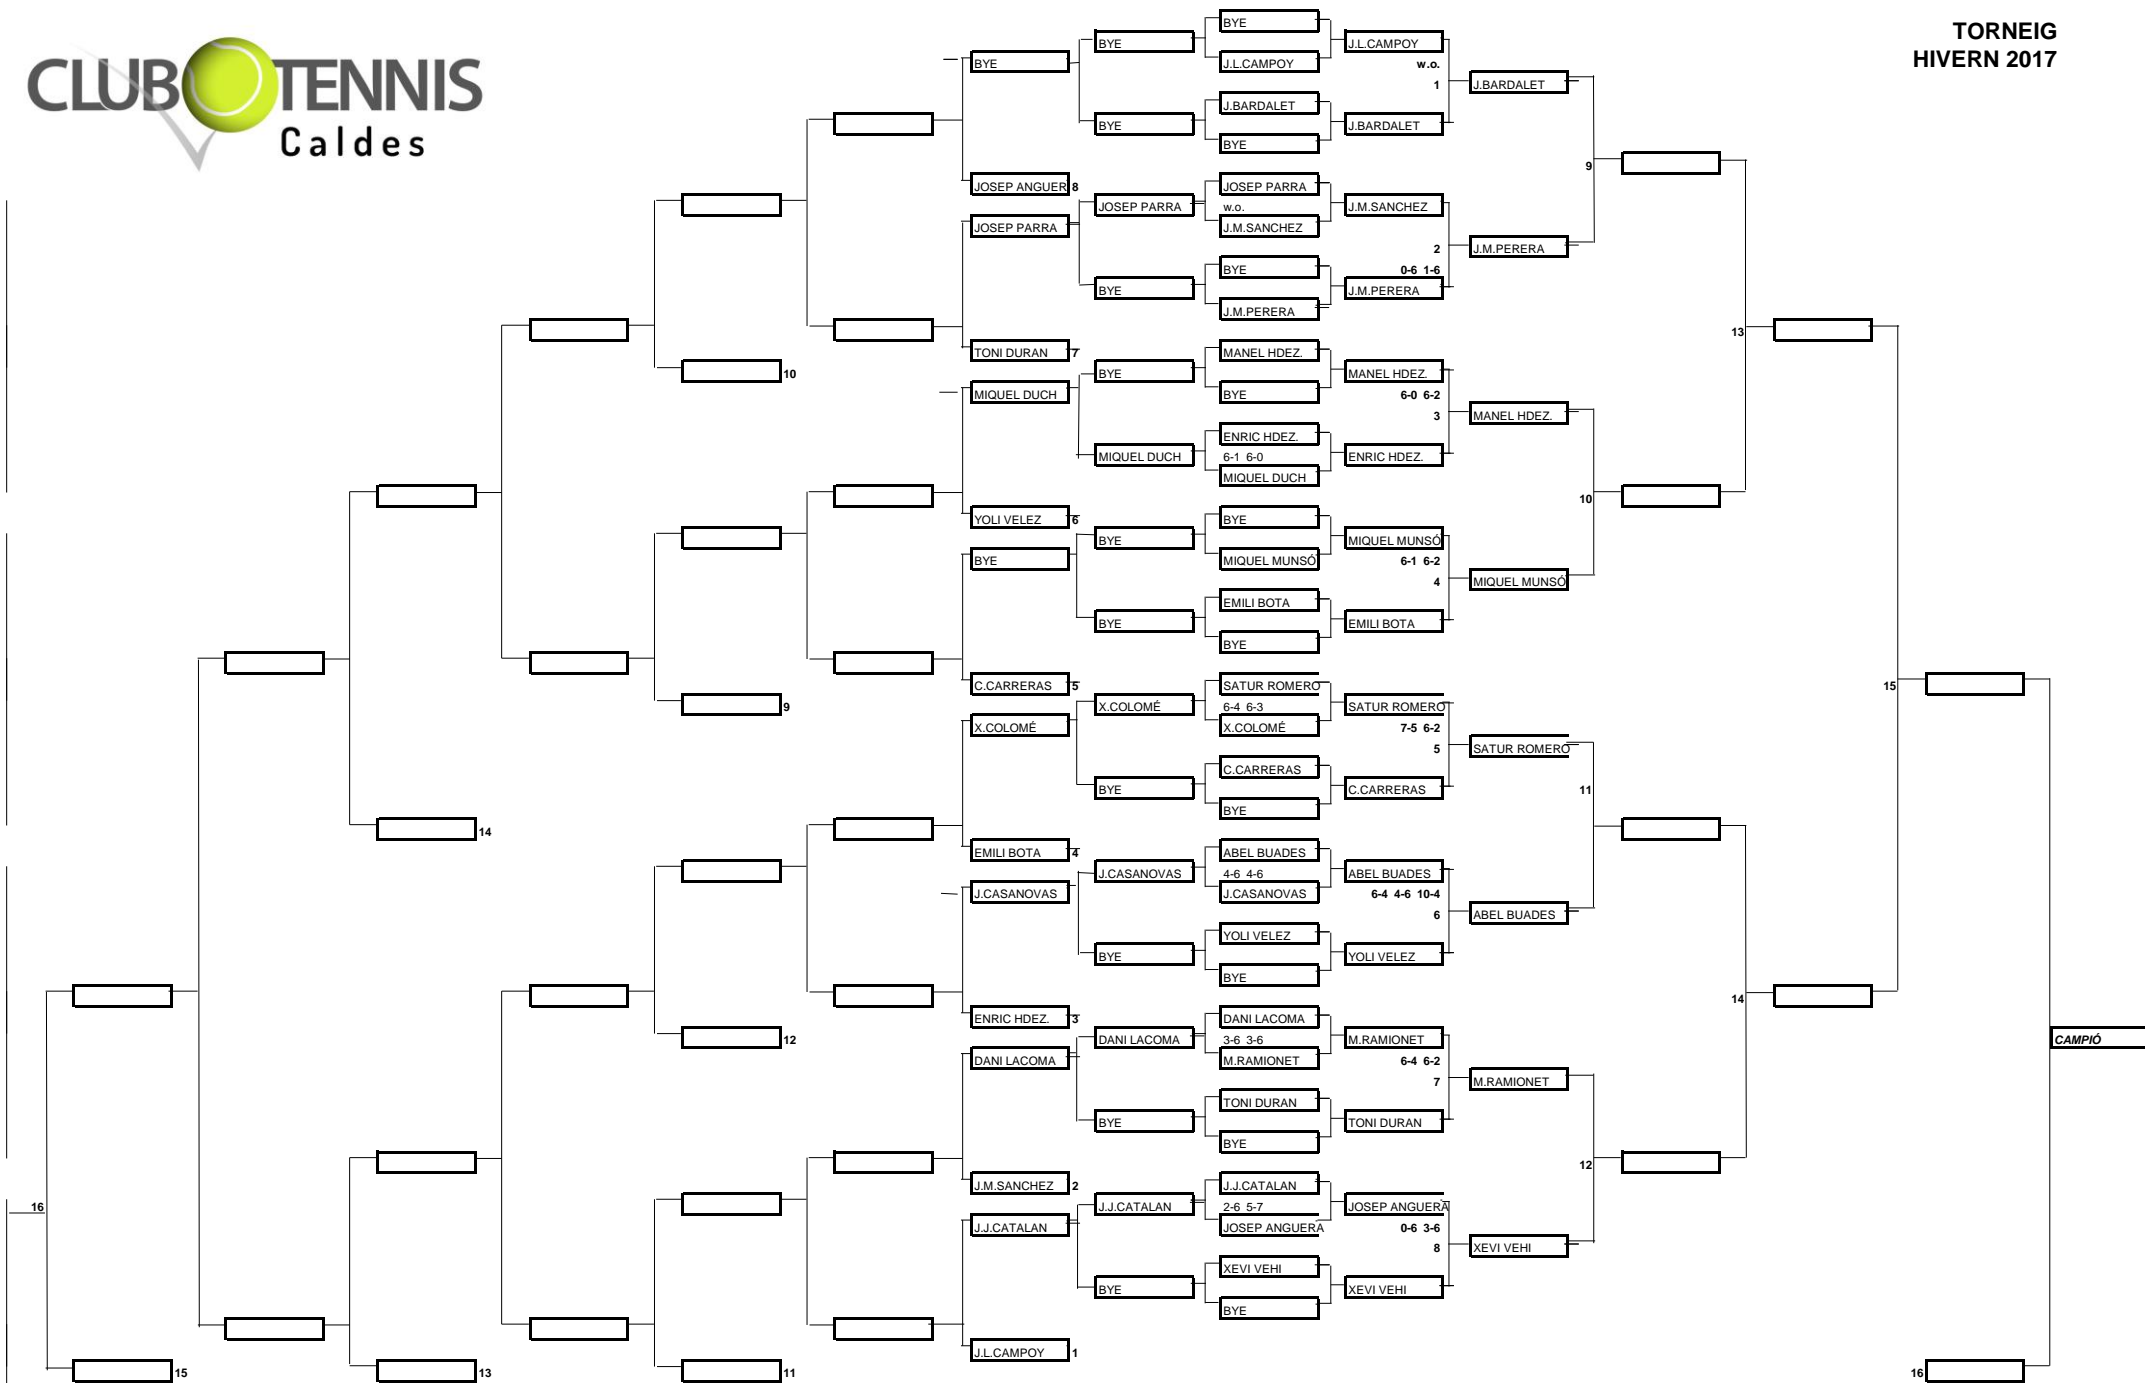 CLUB TENNIS
Caldes
TORNEIG
HIVERN 2017
BYE
J.L.CAMPOY
J.BARDALET
BYE
JOSEP PARRA
w.o.
J.M.SANCHEZ
BYE
J.M.PERERA
MANEL HDEZ.
BYE
ENRIC HDEZ.
6-1 6-0
MIQUEL DUCH
BYE
MIQUEL MUNSÓ
EMILI BOTA
BYE
SATUR ROMERO
6-4 6-3
X.COLOMÉ
C.CARRERAS
BYE
ABEL BUADES
4-6 4-6
J.CASANOVAS
YOLI VELEZ
BYE
DANI LACOMA
3-6 3-6
M.RAMIONET
TONI DURAN
BYE
J.J.CATALAN
2-6 5-7
JOSEP ANGUERA
XEVI VEHI
BYE
J.L.CAMPOY
w.o.
1
J.BARDALET
J.M.SANCHEZ
2
0-6 1-6
J.M.PERERA
MANEL HDEZ.
6-0 6-2
3
ENRIC HDEZ.
MIQUEL MUNSÓ
6-1 6-2
4
EMILI BOTA
SATUR ROMERO
7-5 6-2
5
C.CARRERAS
ABEL BUADES
6-4 4-6 10-4
6
YOLI VELEZ
M.RAMIONET
6-4 6-2
7
TONI DURAN
JOSEP ANGUERA
0-6 3-6
8
XEVI VEHI
J.BARDALET
9
J.M.PERERA
MANEL HDEZ.
10
MIQUEL MUNSÓ
SATUR ROMERO
11
ABEL BUADES
M.RAMIONET
12
XEVI VEHI
13
14
15
CAMPIÓ
16
BYE
BYE
JOSEP PARRA
BYE
BYE
MIQUEL DUCH
BYE
BYE
X.COLOMÉ
BYE
J.CASANOVAS
BYE
DANI LACOMA
BYE
J.J.CATALAN
BYE
BYE
JOSEP ANGUER 8
JOSEP PARRA
TONI DURAN 7
MIQUEL DUCH
YOLI VELEZ 6
BYE
C.CARRERAS 5
X.COLOMÉ
EMILI BOTA 4
J.CASANOVAS
ENRIC HDEZ. 3
DANI LACOMA
J.M.SANCHEZ 2
J.J.CATALAN
J.L.CAMPOY 1
10
9
12
11
14
13
16
15